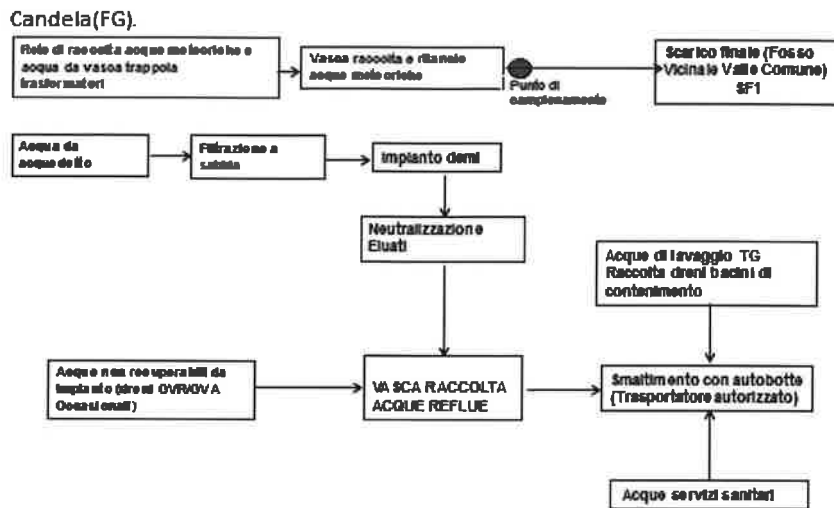 Candela(FG).
Rete di raccolta acque meteoriche e
acqua da vasca trappola
trasformatori
Vasca raccolta e rilancio
acque meteoriche
Punto di
campionamento
Scarico finale (Fosso
Vicinale Valle Comune)
SF1
Acqua da
acquedotto
Filtrazione a
sabbia
Impianto demi
Neutralizzazione
Eluati
Acque di lavaggio TG
Raccolta dreni bacini di
contenimento
Acque non recuperabili da
Impianto (dreni GVR/GVA
Occasionali)
VASCA RACCOLTA
ACQUE REFLUE
Smaltimento con autobotte
(Trasportatore autorizzato)
Acque servizi sanitari